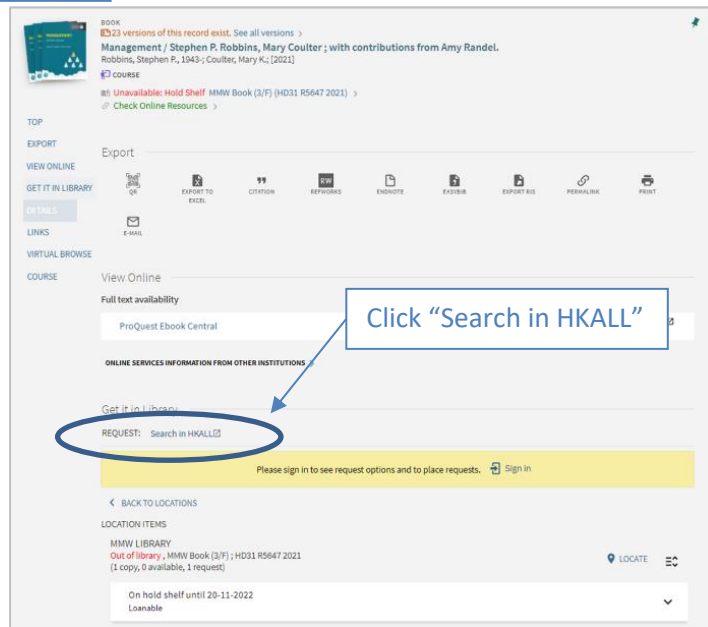 BOOK
23 versions of this record exist. See all versions >
Management / Stephen P. Robbins, Mary Coulter ; with contributions from Amy Randel.
Robbins, Stephen P., 1943-; Coulter, Mary K.; [2021]
COURSE
Unavailable: Hold Shelf MMW Book (3/F) (HD31 R5647 2021) >
Check Online Resources >
TOP
EXPORT
VIEW ONLINE
GET IT IN LIBRARY
DETAILS
LINKS
VIRTUAL BROWSE
COURSE
Export
QR
EXPORT TO EXCEL
CITATION
RW
REFWORKS
ENDNOTE
EASYBIB
EXPORT RIS
PERMALINK
PRINT
E-MAIL
View Online
Full text availability
ProQuest Ebook Central
Click “Search in HKALL”
ONLINE SERVICES INFORMATION FROM OTHER INSTITUTIONS
Get it in Library
REQUEST: Search in HKALL
Please sign in to see request options and to place requests. Sign in
BACK TO LOCATIONS
LOCATION ITEMS
MMW LIBRARY
Out of library , MMW Book (3/F) ; HD31 R5647 2021
(1 copy, 0 available, 1 request)
LOCATE
On hold shelf until 20-11-2022
Loanable